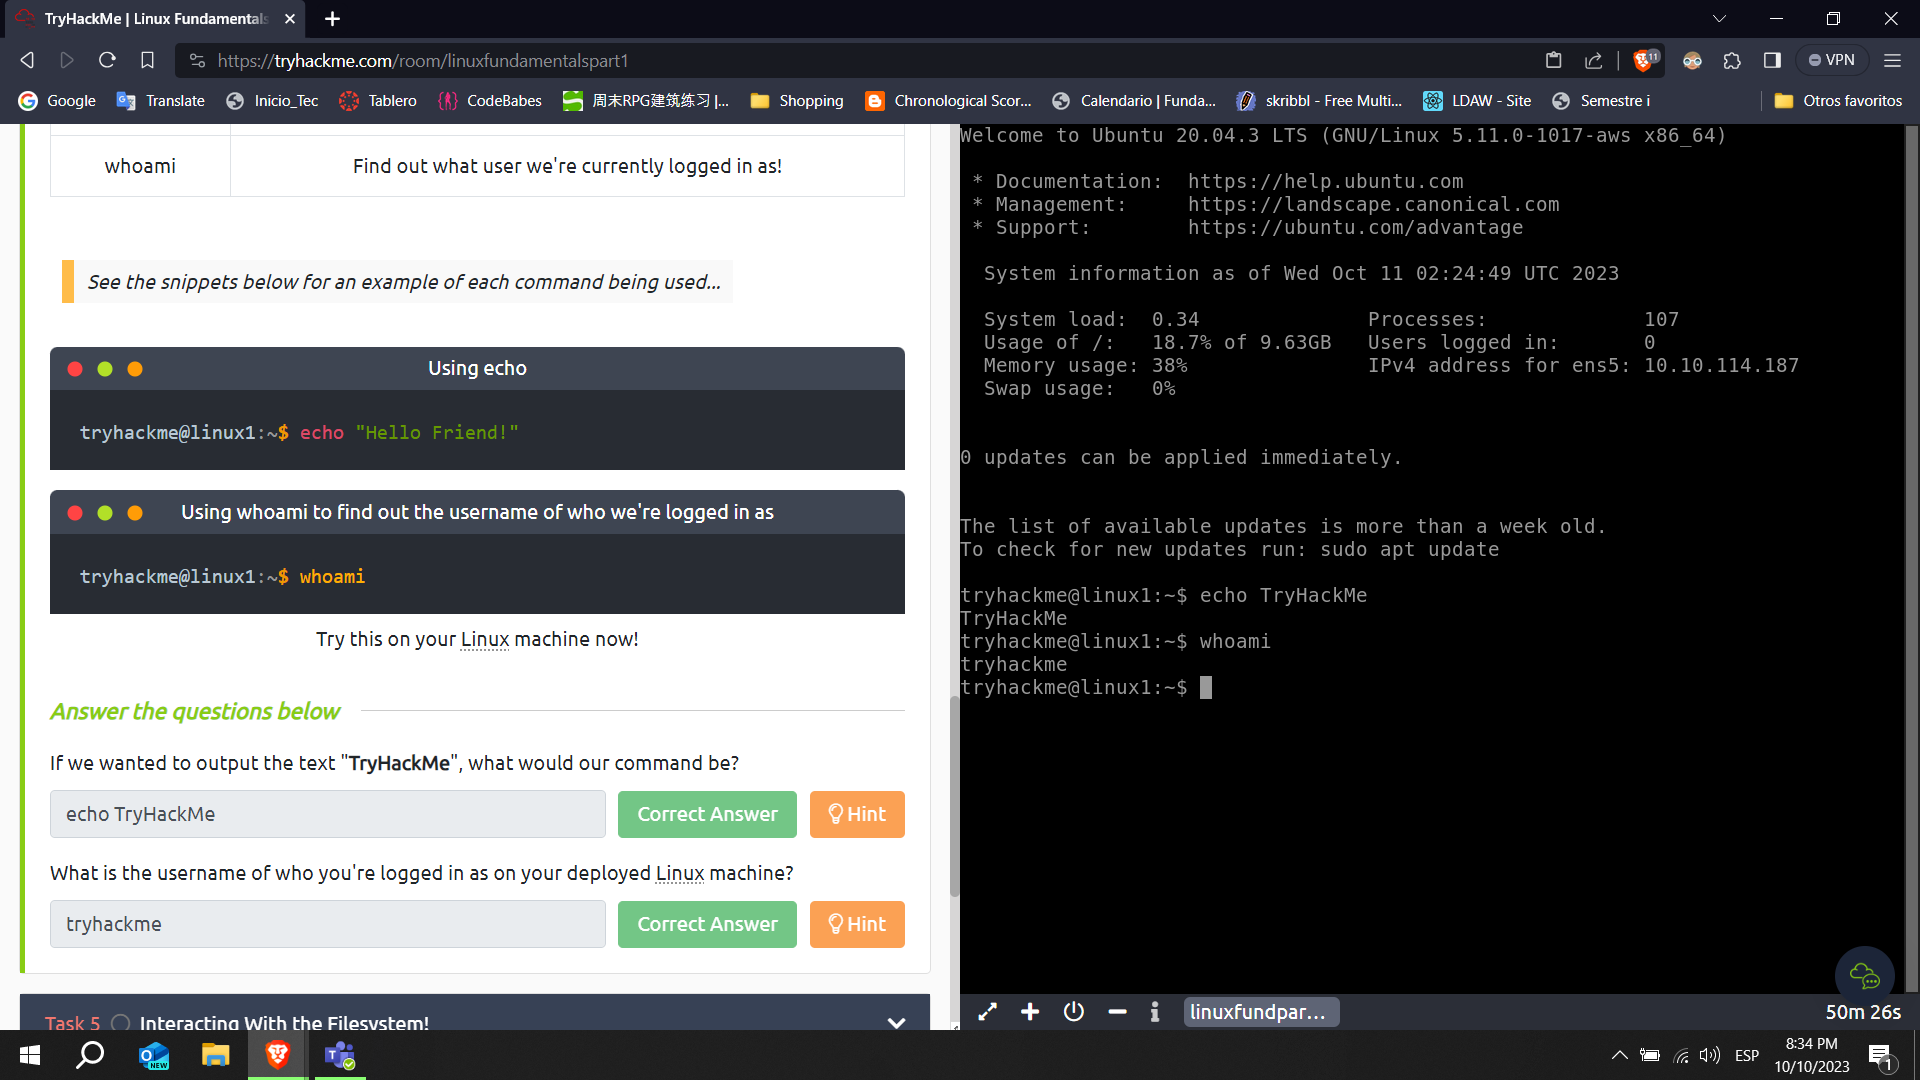 TryHackMe | Linux Fundamentals
https://tryhackme.com/room/linuxfundamentalspart1
11
VPN
Google
Translate
Inicio_Tec
Tablero
CodeBabes
周末RPG建筑练习 |...
Shopping
Chronological Scor...
Calendario | Funda...
skribbl - Free Multi...
LDAW - Site
Semestre i
Otros favoritos
whoami
Find out what user we're currently logged in as!
See the snippets below for an example of each command being used...
Using echo
tryhackme@linux1:~$ echo "Hello Friend!"
Using whoami to find out the username of who we're logged in as
tryhackme@linux1:~$ whoami
Try this on your Linux machine now!
Answer the questions below
If we wanted to output the text "TryHackMe", what would our command be?
echo TryHackMe
Correct Answer
Hint
What is the username of who you're logged in as on your deployed Linux machine?
tryhackme
Correct Answer
Hint
Task 5 Interacting With the Filesystem!
Welcome to Ubuntu 20.04.3 LTS (GNU/Linux 5.11.0-1017-aws x86_64)
* Documentation: https://help.ubuntu.com
* Management: https://landscape.canonical.com
* Support: https://ubuntu.com/advantage
System information as of Wed Oct 11 02:24:49 UTC 2023
System load: 0.34 Processes: 107
Usage of /: 18.7% of 9.63GB Users logged in: 0
Memory usage: 38% IPv4 address for ens5: 10.10.114.187
Swap usage: 0%
0 updates can be applied immediately.
The list of available updates is more than a week old.
To check for new updates run: sudo apt update
tryhackme@linux1:~$ echo TryHackMe
TryHackMe
tryhackme@linux1:~$ whoami
tryhackme
tryhackme@linux1:~$
linuxfundpar...
50m 26s
NEW
ESP
8:34 PM
10/10/2023
1